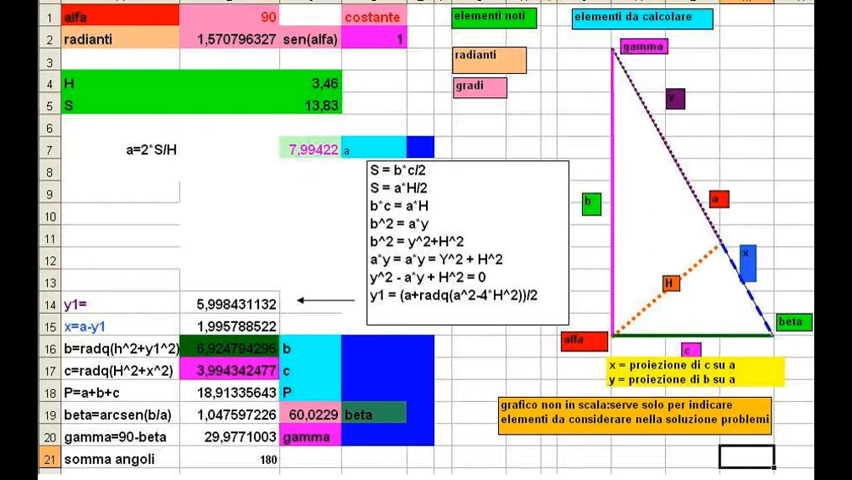 1 alfa 90 costante
2 radianti 1,570796327 sen(alfa) 1
3
4 H 3,46
5 S 13,83
6
7 a=2*S/H 7,99422 a
8
9
10
11
12
13
14 y1= 5,998431132
15 x=a-y1 1,995788522
16 b=radq(h^2+y1^2) 6,924794296 b
17 c=radq(H^2+x^2) 3,994342477 c
18 P=a+b+c 18,91335643 P
19 beta=arcsen(b/a) 1,047597226 60,0229 beta
20 gamma=90-beta 29,9771003 gamma
21 somma angoli 180
S = b*c/2
S = a*H/2
b*c = a*H
b^2 = a*y
b^2 = y^2+H^2
a*y = a*y = Y^2 + H^2
y^2 - a*y + H^2 = 0
y1 = (a+radq(a^2-4*H^2))/2
elementi noti
elementi da calcolare
radianti
gradi
gamma
y
b
a
x
H
beta
alfa
c
x = proiezione di c su a
y = proiezione di b su a
grafico non in scala:serve solo per indicare
elementi da considerare nella soluzione problemi